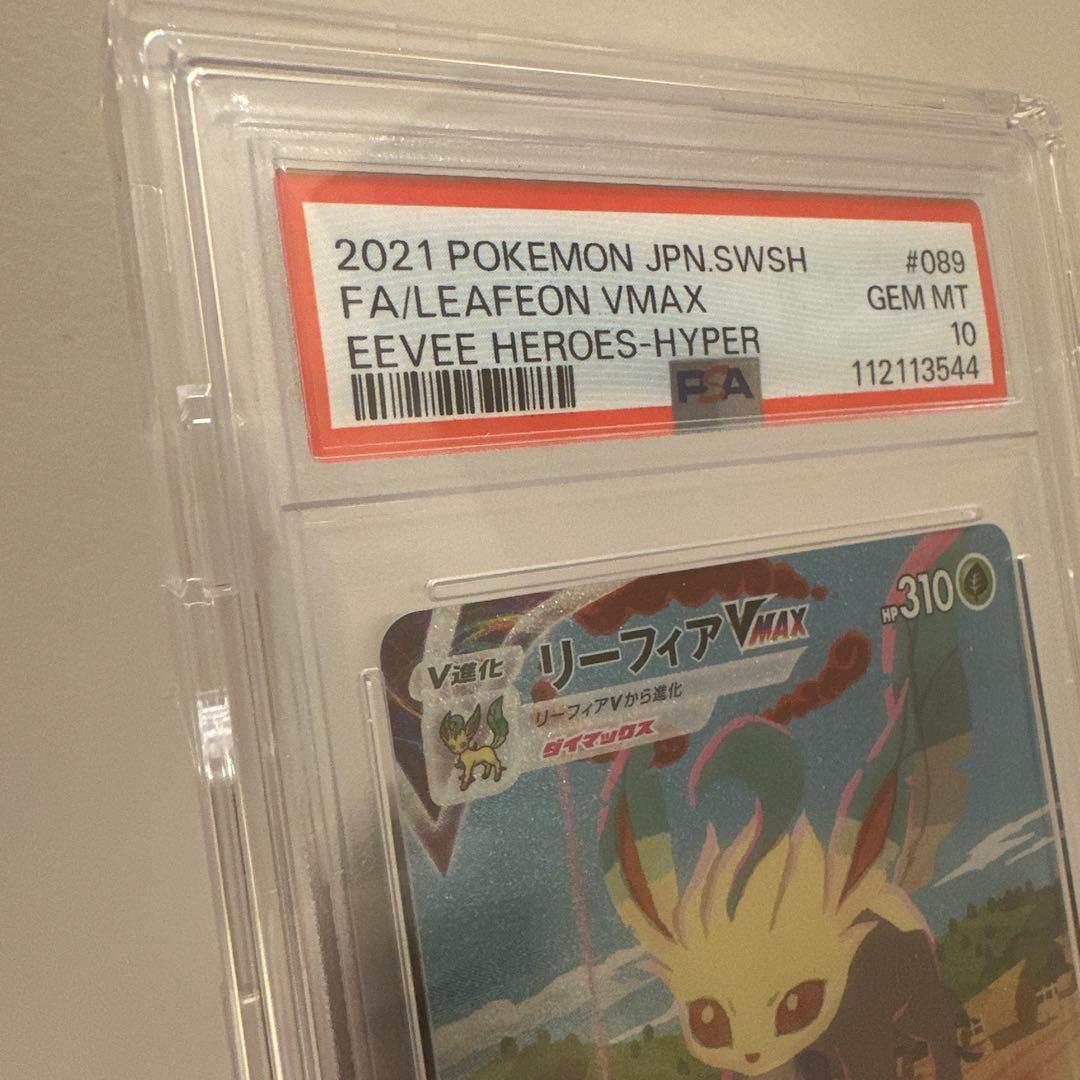 2021 POKEMON JPN.SWSH #089
FA/LEAFEON VMAX GEM MT
EEVEE HEROES-HYPER 10
PSA 112113544
V進化 リーフィアVMAX HP310
リーフィアVから進化
ダイマックス